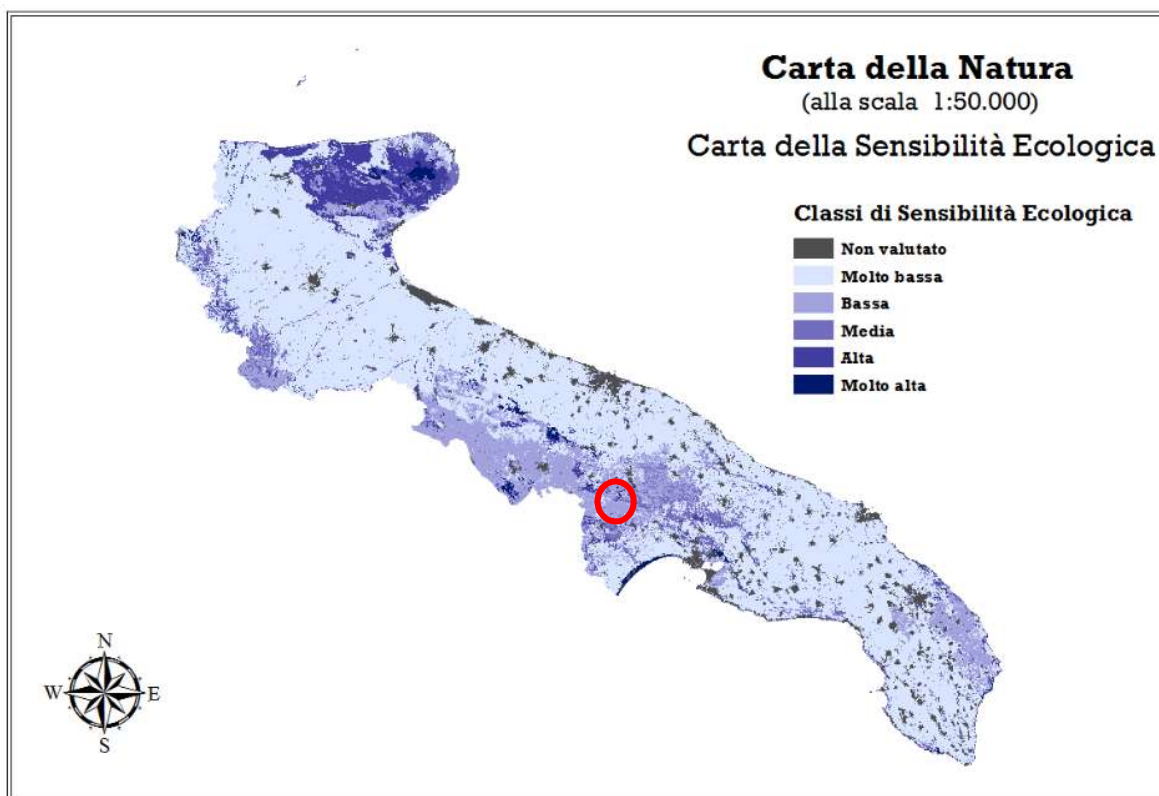 Carta della Natura
(alla scala 1:50.000)
Carta della Sensibilità Ecologica
Classi di Sensibilità Ecologica
Non valutato
Molto bassa
Bassa
Media
Alta
Molto alta
N
W E
S